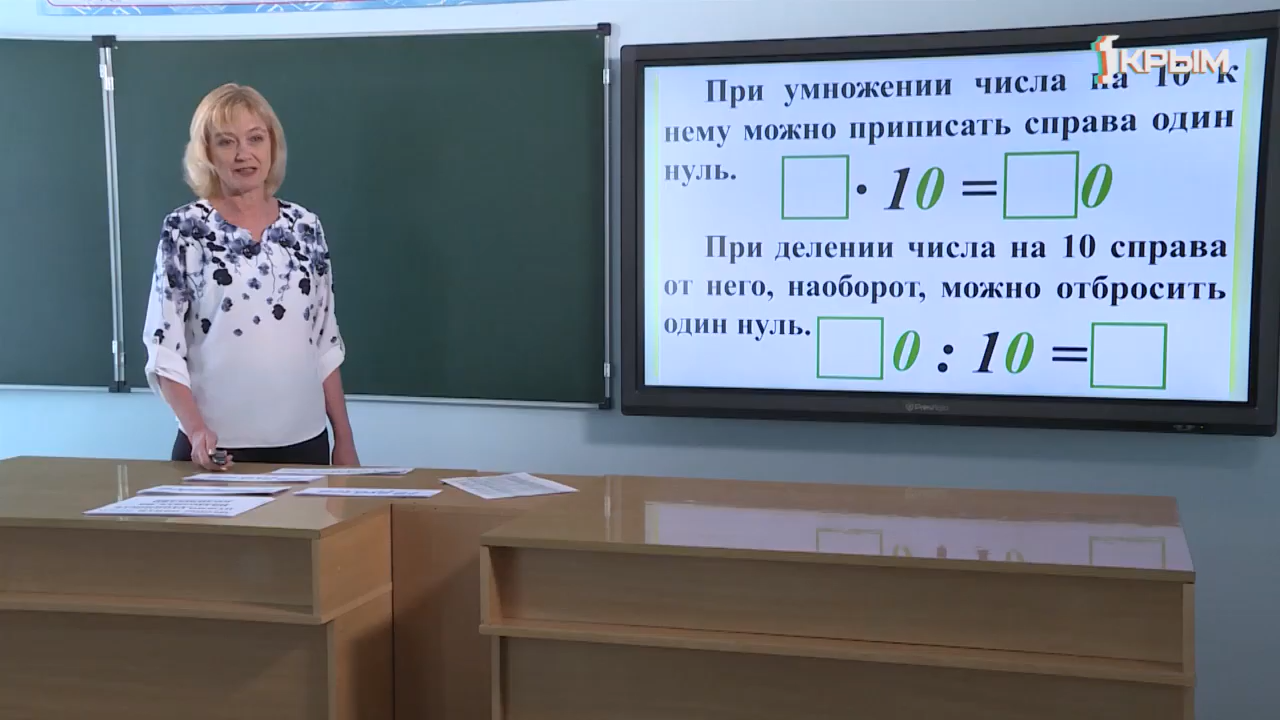 1КРЫМ
При умножении числа на 10 к
нему можно приписать справа один
нуль.
· 10 = 0
При делении числа на 10 справа
от него, наоборот, можно отбросить
один нуль.
0 : 10 =